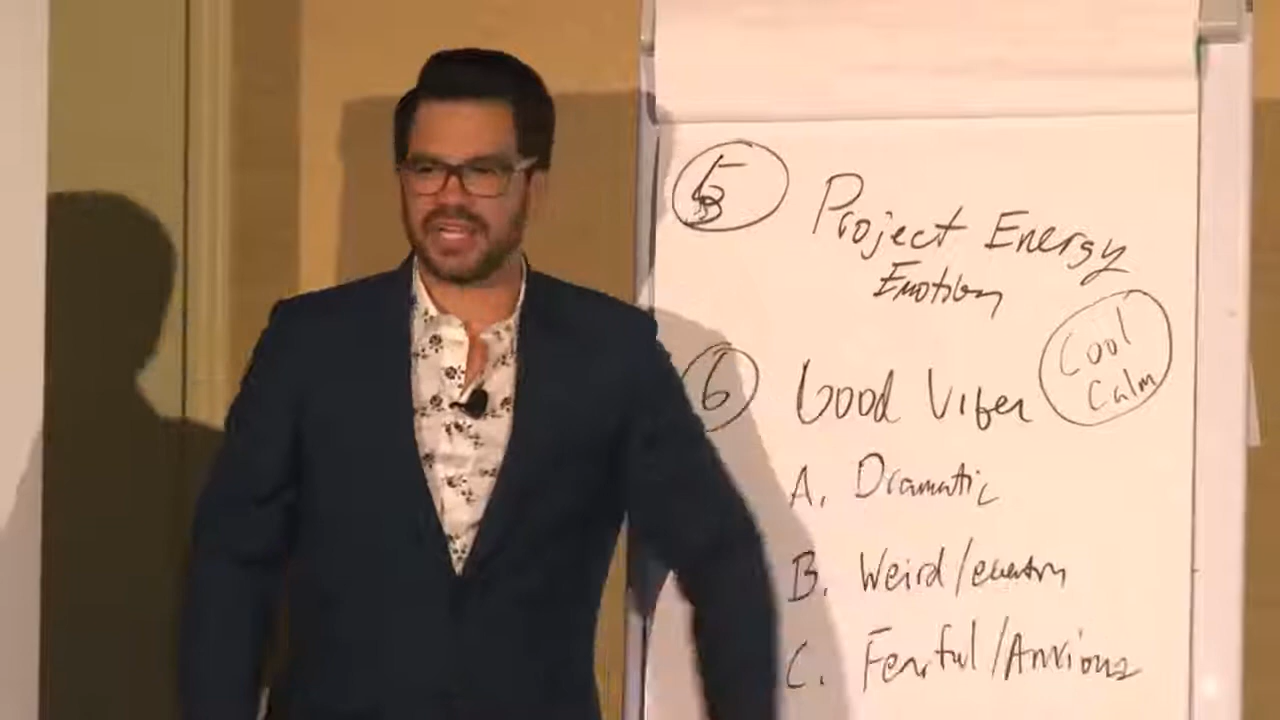 5 Project Energy
Emotion
6 Good Vibes
Cool
Calm
A. Dramatic
B. Weird/
C. Fearful/Anxious